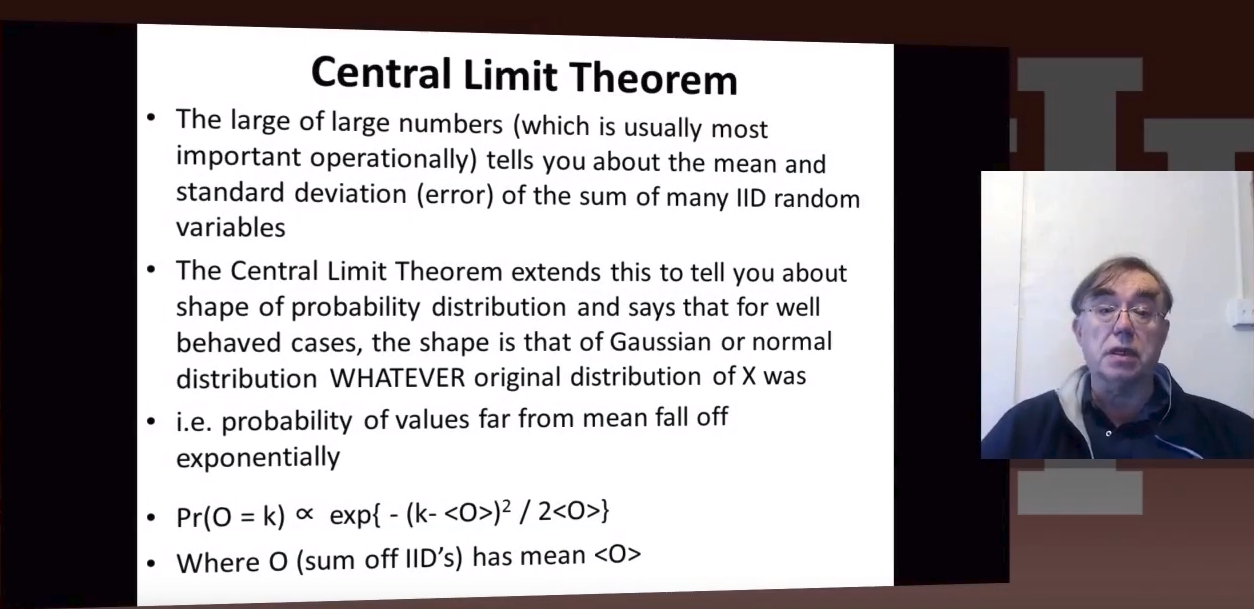 Central Limit Theorem
• The large of large numbers (which is usually most
important operationally) tells you about the mean and
standard deviation (error) of the sum of many IID random
variables
• The Central Limit Theorem extends this to tell you about
shape of probability distribution and says that for well
behaved cases, the shape is that of Gaussian or normal
distribution WHATEVER original distribution of X was
• i.e. probability of values far from mean fall off
exponentially
• Pr(O = k) ∝ exp{ - (k- <O>)² / 2<O>}
• Where O (sum off IID's) has mean <O>